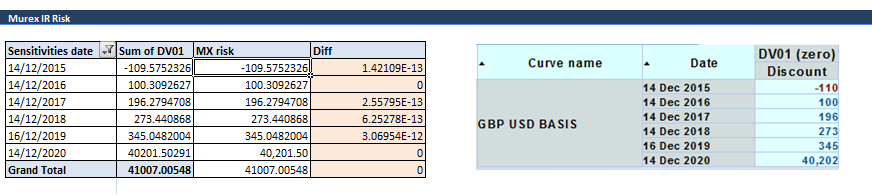 Murex IR Risk
Sensitivities date Sum of DV01 MX risk Diff
14/12/2015 -109.5752326 -109.5752326 1.42109E-13
14/12/2016 100.3092627 100.3092627 0
14/12/2017 196.2794708 196.2794708 2.55795E-13
14/12/2018 273.440868 273.440868 6.25278E-13
16/12/2019 345.0482004 345.0482004 3.06954E-12
14/12/2020 40201.50291 40,201.50 0
Grand Total 41007.00548 41007.00548 0
Curve name Date DV01 (zero)
Discount
GBP USD BASIS
14 Dec 2015 -110
14 Dec 2016 100
14 Dec 2017 196
14 Dec 2018 273
16 Dec 2019 345
14 Dec 2020 40,202